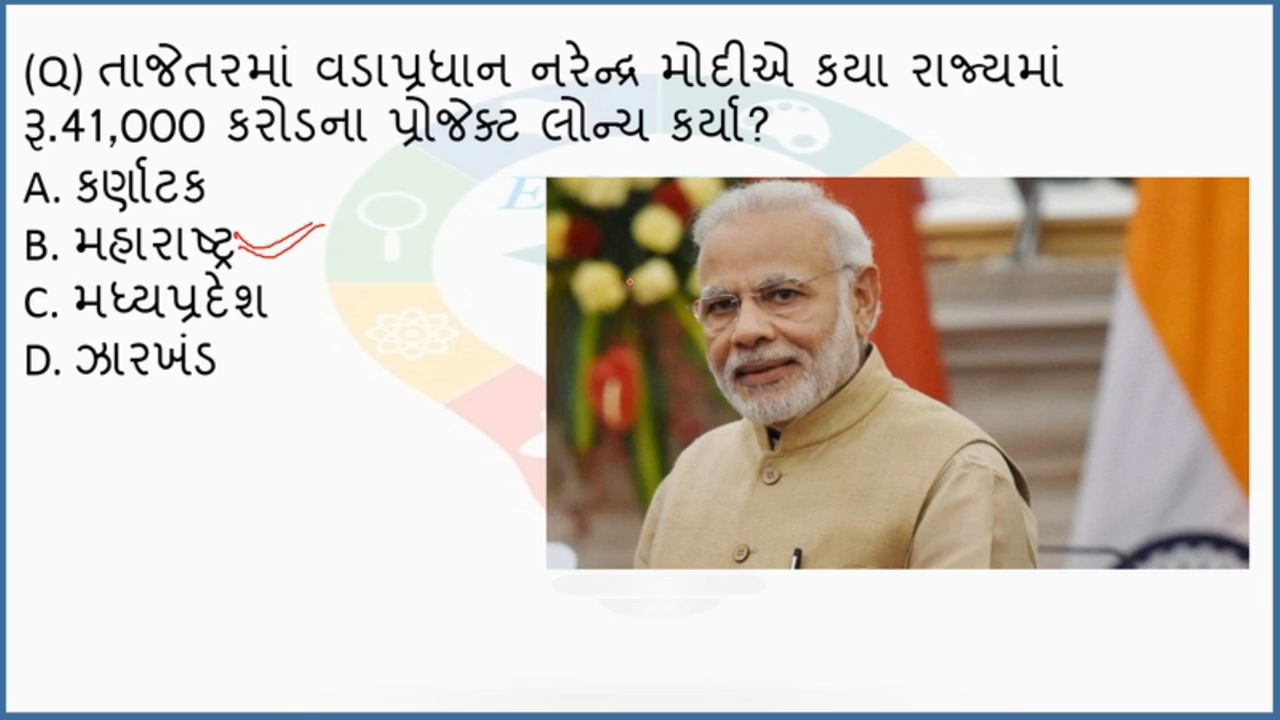 (Q) તાજેતરમાં વડાપ્રધાન નરેન્દ્ર મોદીએ કયા રાજ્યમાં
રૂ.41,000 કરોડના પ્રોજેક્ટ લોન્ચ કર્યા?
A. કર્ણાટક
B. મહારાષ્ટ્ર
C. મધ્યપ્રદેશ
D. ઝારખંડ